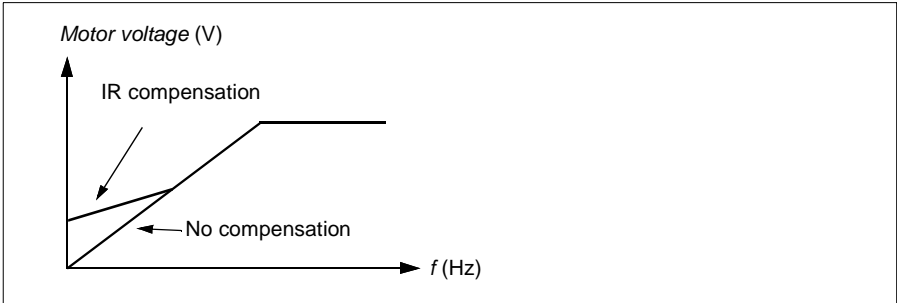 Motor voltage (V)
IR compensation
No compensation
f (Hz)